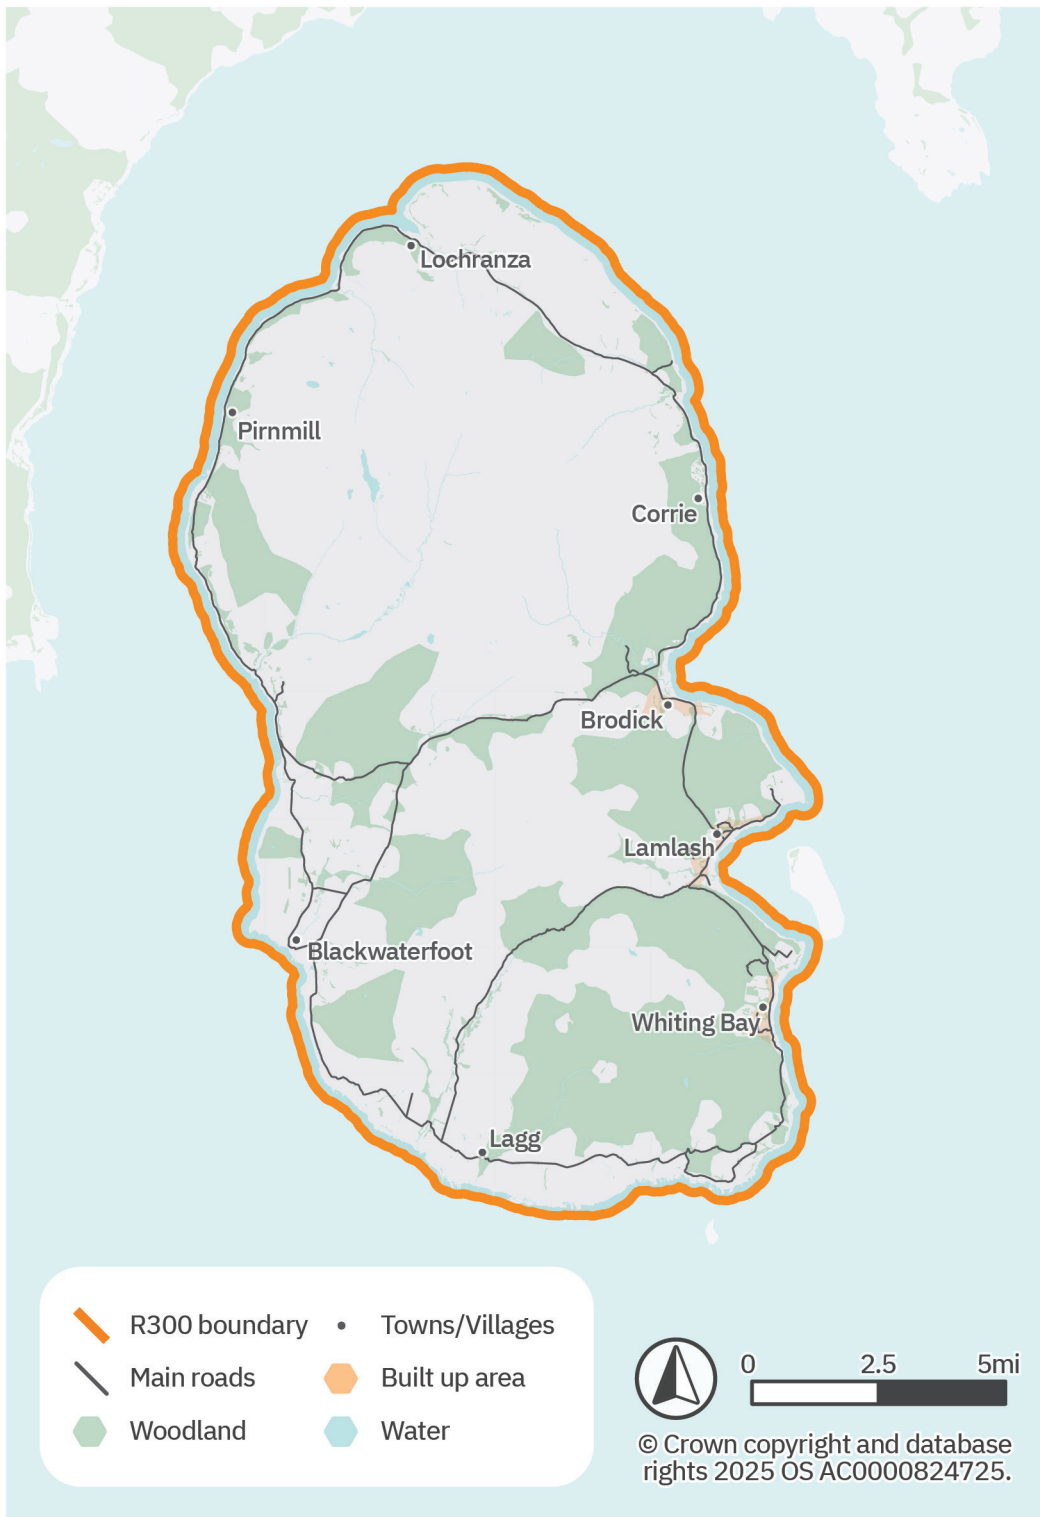 Lochranza
Pirnmill
Corrie
Brodick
Lamlash
Blackwaterfoot
Whiting Bay
Lagg
R300 boundary
Towns/Villages
Main roads
Built up area
Woodland
Water
0 2.5 5mi
© Crown copyright and database
rights 2025 OS AC0000824725.